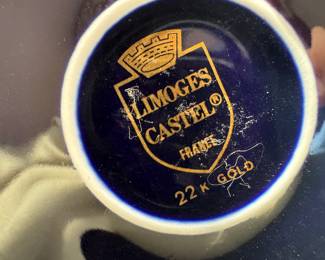 LIMOGES
CASTEL®
FRANCE
22 K GOLD